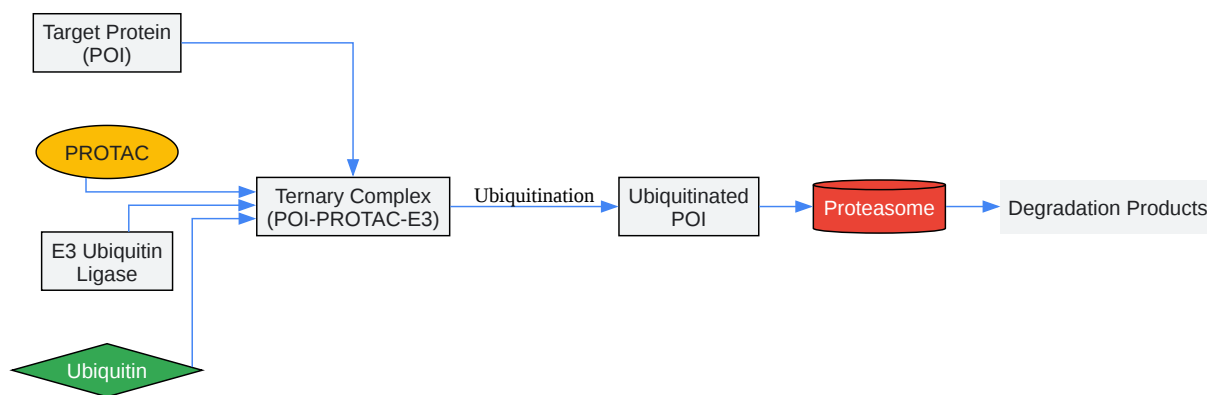 Target Protein
(POI)
PROTAC
E3 Ubiquitin
Ligase
Ubiquitin
Ternary Complex
(POI-PROTAC-E3)
Ubiquitination
Ubiquitinated
POI
Proteasome
Degradation Products